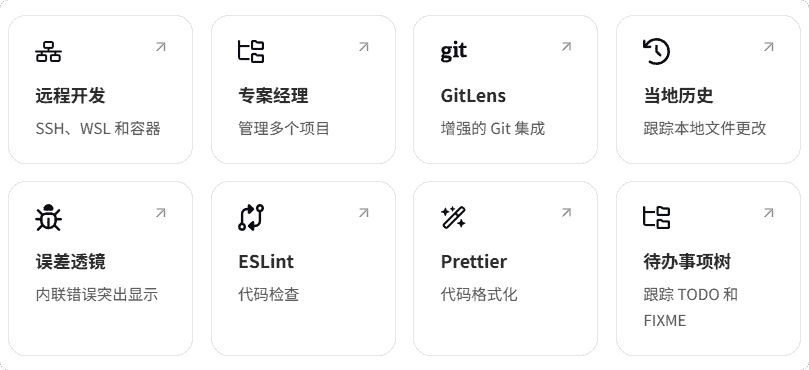 git
远程开发
专案经理
GitLens
当地历史
SSH、WSL 和容器
管理多个项目
增强的 Git 集成
跟踪本地文件更改
误差透镜
ESLint
Prettier
待办事项树
内联错误突出显示
代码检查
代码格式化
跟踪 TODO 和
FIXME